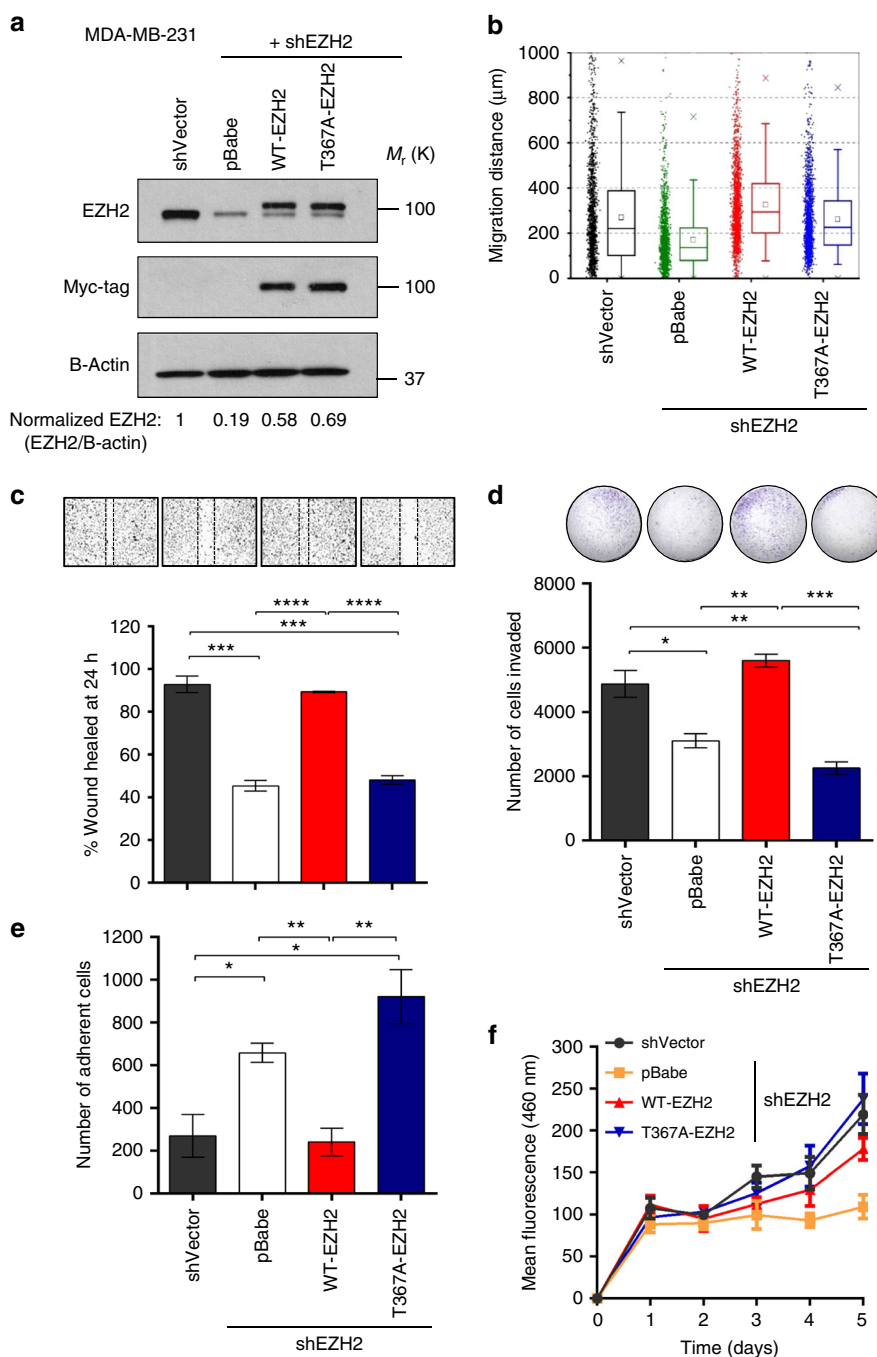 a
MDA-MB-231
+ shEZH2
shVector
pBabe
WT-EZH2
T367A-EZH2
Mr (K)
EZH2
100
Myc-tag
100
B-Actin
37
Normalized EZH2: 1 0.19 0.58 0.69
(EZH2/B-actin)
b
Migration distance (μm)
1000
800
600
400
200
0
shVector
pBabe
WT-EZH2
T367A-EZH2
shEZH2
c
**** ****
***
***
% Wound healed at 24 h
120
100
80
60
40
20
0
d
** ***
**
*
Number of cells invaded
8000
6000
4000
2000
0
shVector
pBabe
WT-EZH2
T367A-EZH2
shEZH2
e
** **
*
*
Number of adherent cells
1200
1000
800
600
400
200
0
shVector
pBabe
WT-EZH2
T367A-EZH2
shEZH2
f
shVector
pBabe
WT-EZH2
T367A-EZH2
shEZH2
Mean fluorescence (460 nm)
300
250
200
150
100
50
0
0 1 2 3 4 5
Time (days)